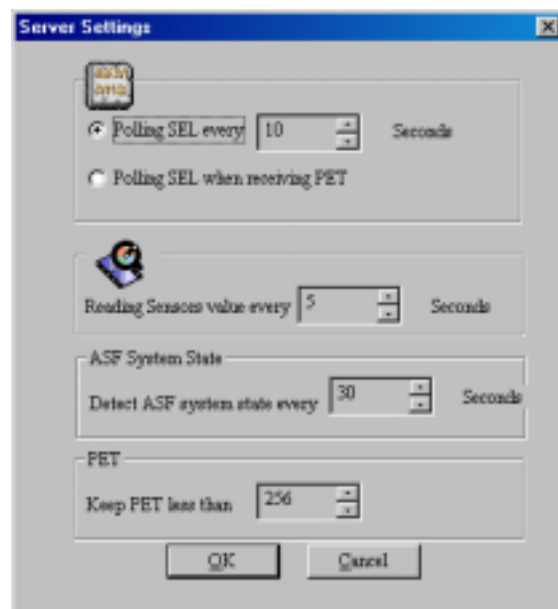 Server Settings
Polling SEL every 10 Seconds
Polling SEL when receiving PET
Reading Sensors value every 5 Seconds
ASF System State
Detect ASF system state every 30 Seconds
PET
Keep PET less than 256
OK Cancel